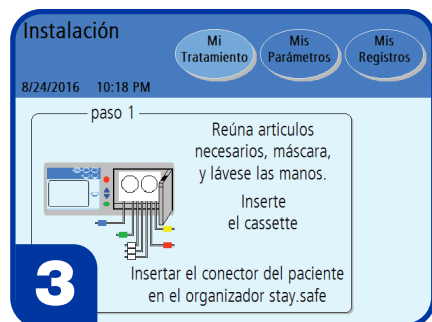 Instalación
Mi
Tratamiento
Mis
Parámetros
Mis
Registros
8/24/2016 10:18 PM
paso 1
Reúna articulos
necesarios, máscara,
y lávese las manos.
Inserte
el cassette
Insertar el conector del paciente
en el organizador stay.safe
3